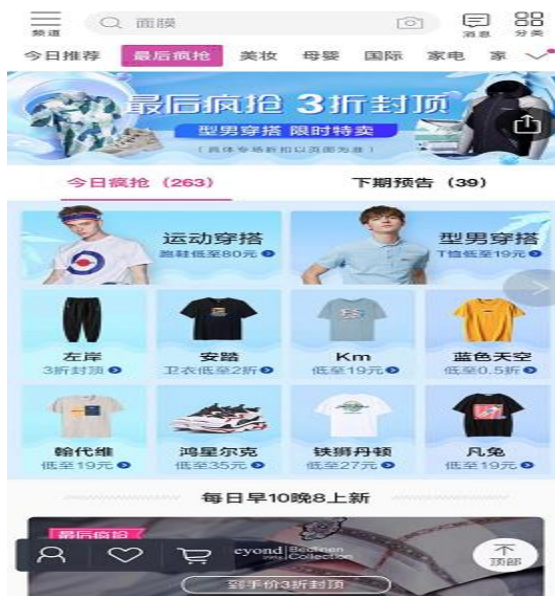 面膜
频道
消息
分类
今日推荐 最后疯抢 美妆 母婴 国际 家电 家
最后疯抢 3折封顶
型男穿搭 限时特卖
(具体专场折扣以页面为准)
今日疯抢 (263) 下期预告 (39)
运动穿搭
跑鞋低至80元
型男穿搭
T恤低至19元
左岸
3折封顶
安踏
卫衣低至2折
Km
低至19元
蓝色天空
低至0.5折
翰代维
低至19元
鸿星尔克
低至35元
铁狮丹顿
低至27元
凡兔
低至19元
每日早10晚8上新
最后疯抢
eyond
Collection
顶部
到手价3折封顶